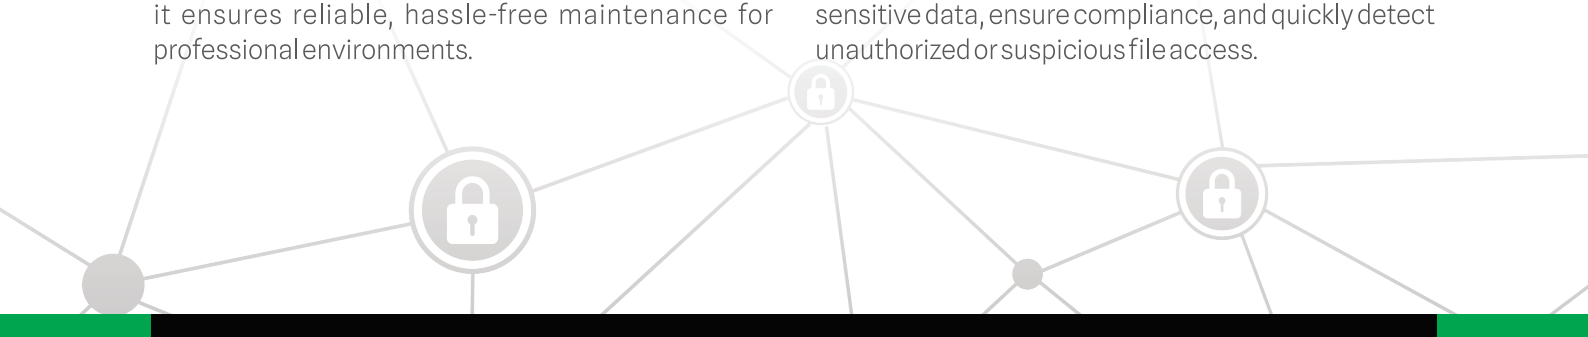 it ensures reliable, hassle-free maintenance for
professional environments.
sensitive data, ensure compliance, and quickly detect
unauthorized or suspicious file access.